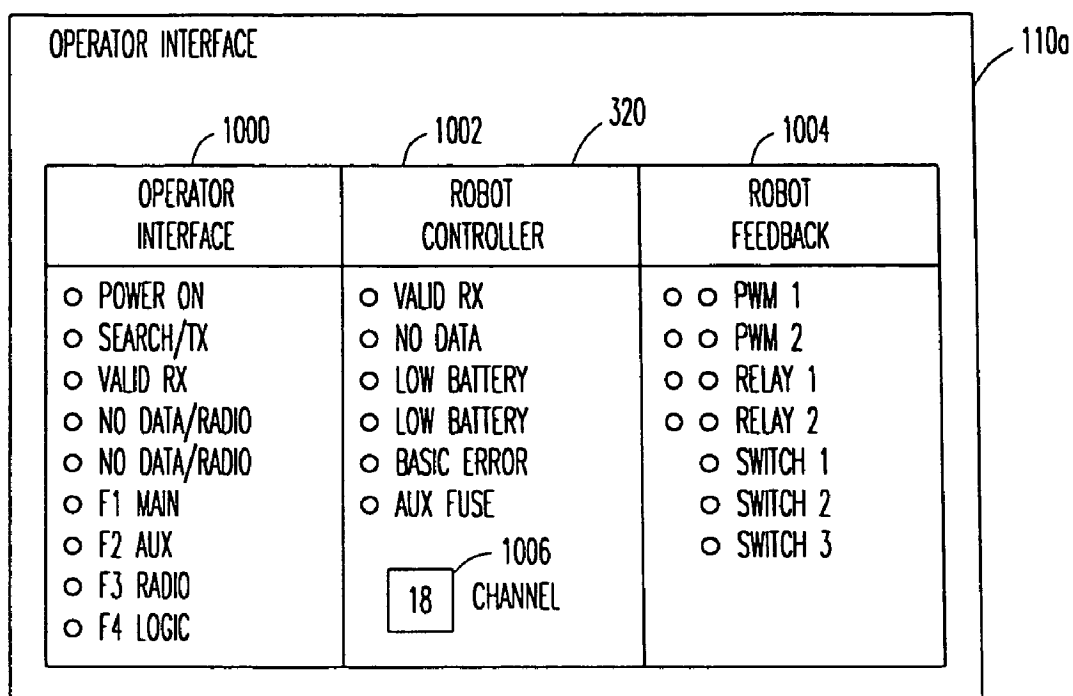 OPERATOR INTERFACE
110a
1000
1002
320
1004
OPERATOR
INTERFACE
POWER ON
SEARCH/TX
VALID RX
NO DATA/RADIO
NO DATA/RADIO
F1 MAIN
F2 AUX
F3 RADIO
F4 LOGIC
ROBOT
CONTROLLER
VALID RX
NO DATA
LOW BATTERY
LOW BATTERY
BASIC ERROR
AUX FUSE
1006
18 CHANNEL
ROBOT
FEEDBACK
PWM 1
PWM 2
RELAY 1
RELAY 2
SWITCH 1
SWITCH 2
SWITCH 3